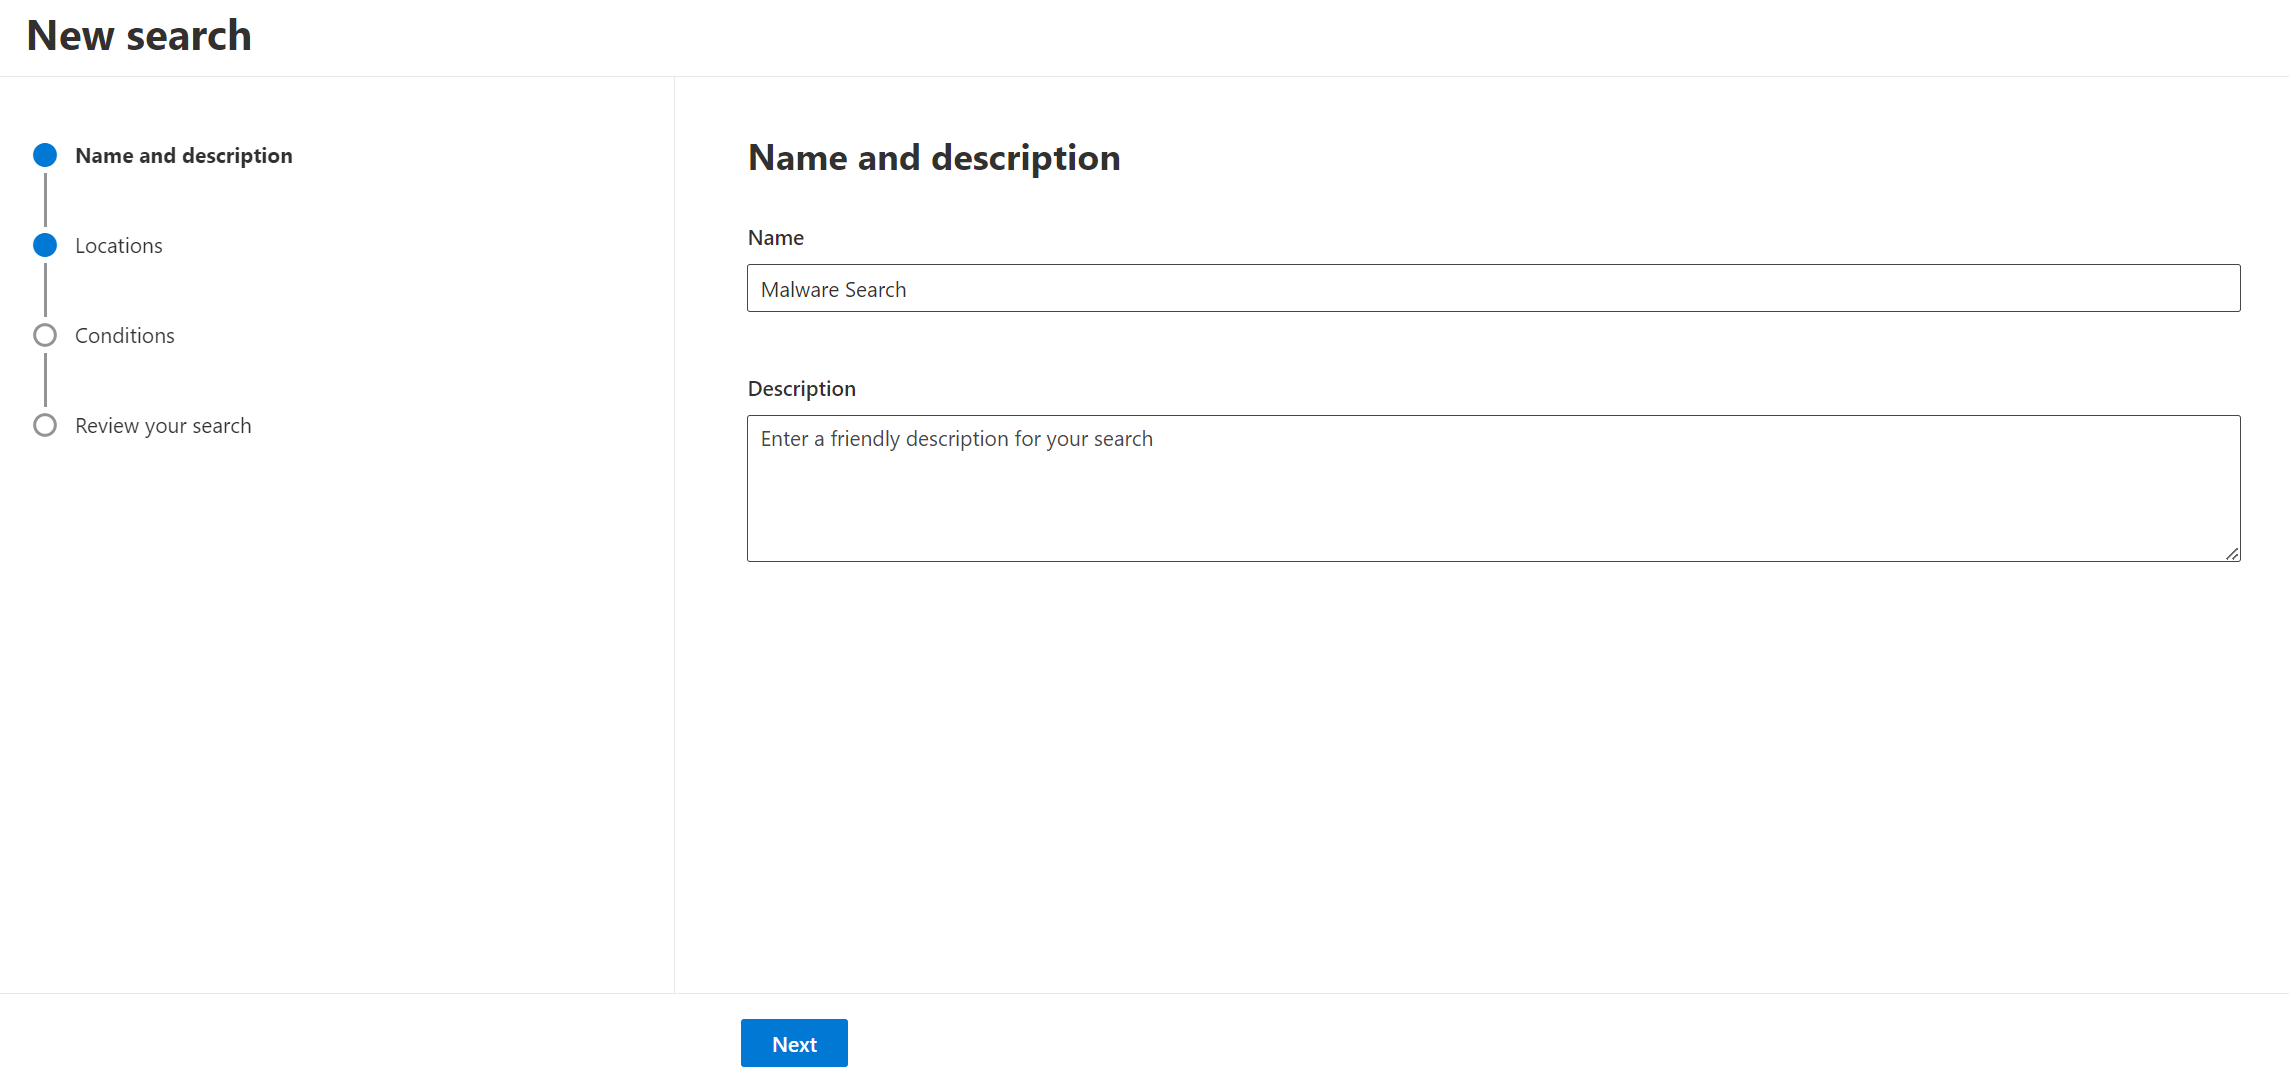 New search
Name and description
Locations
Conditions
Review your search
Name and description
Name
Malware Search
Description
Enter a friendly description for your search
Next